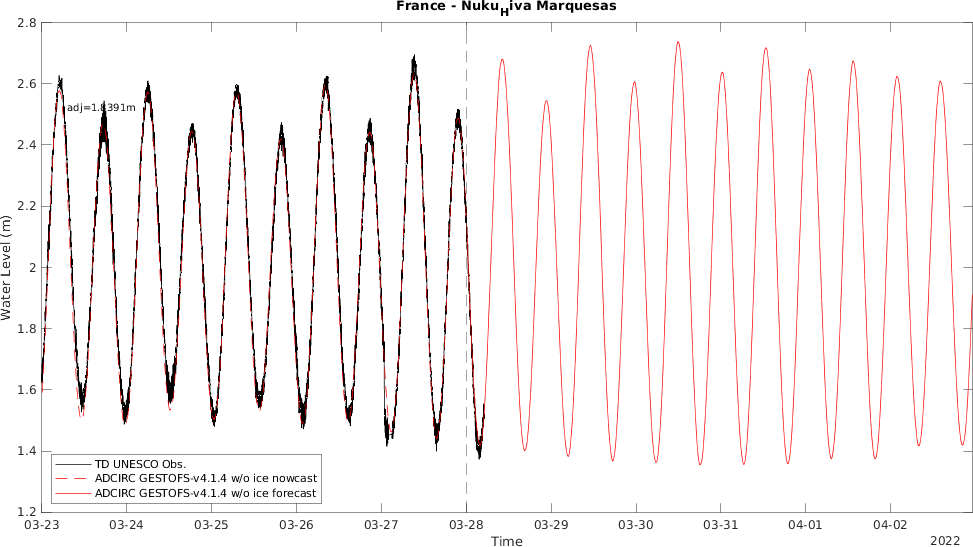 France - Nuku Hiva Marquesas
2.8
2.6
adj=1.8391m
2.4
2.2
2
1.8
1.6
1.4
1.2
Water Level (m)
TD UNESCO Obs.
ADCIRC GESTOFS-v4.1.4 w/o ice nowcast
ADCIRC GESTOFS-v4.1.4 w/o ice forecast
03-23 03-24 03-25 03-26 03-27 03-28 03-29 03-30 03-31 04-01 04-02
Time
2022